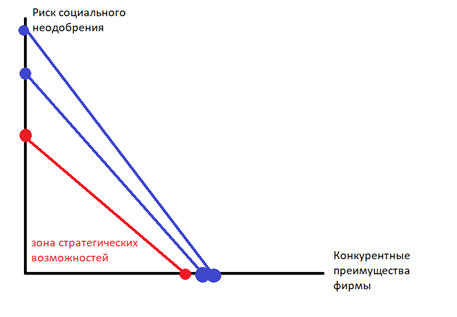 Риск социального
неодобрения
зона стратегических
возможностей
Конкурентные
преимущества
фирмы